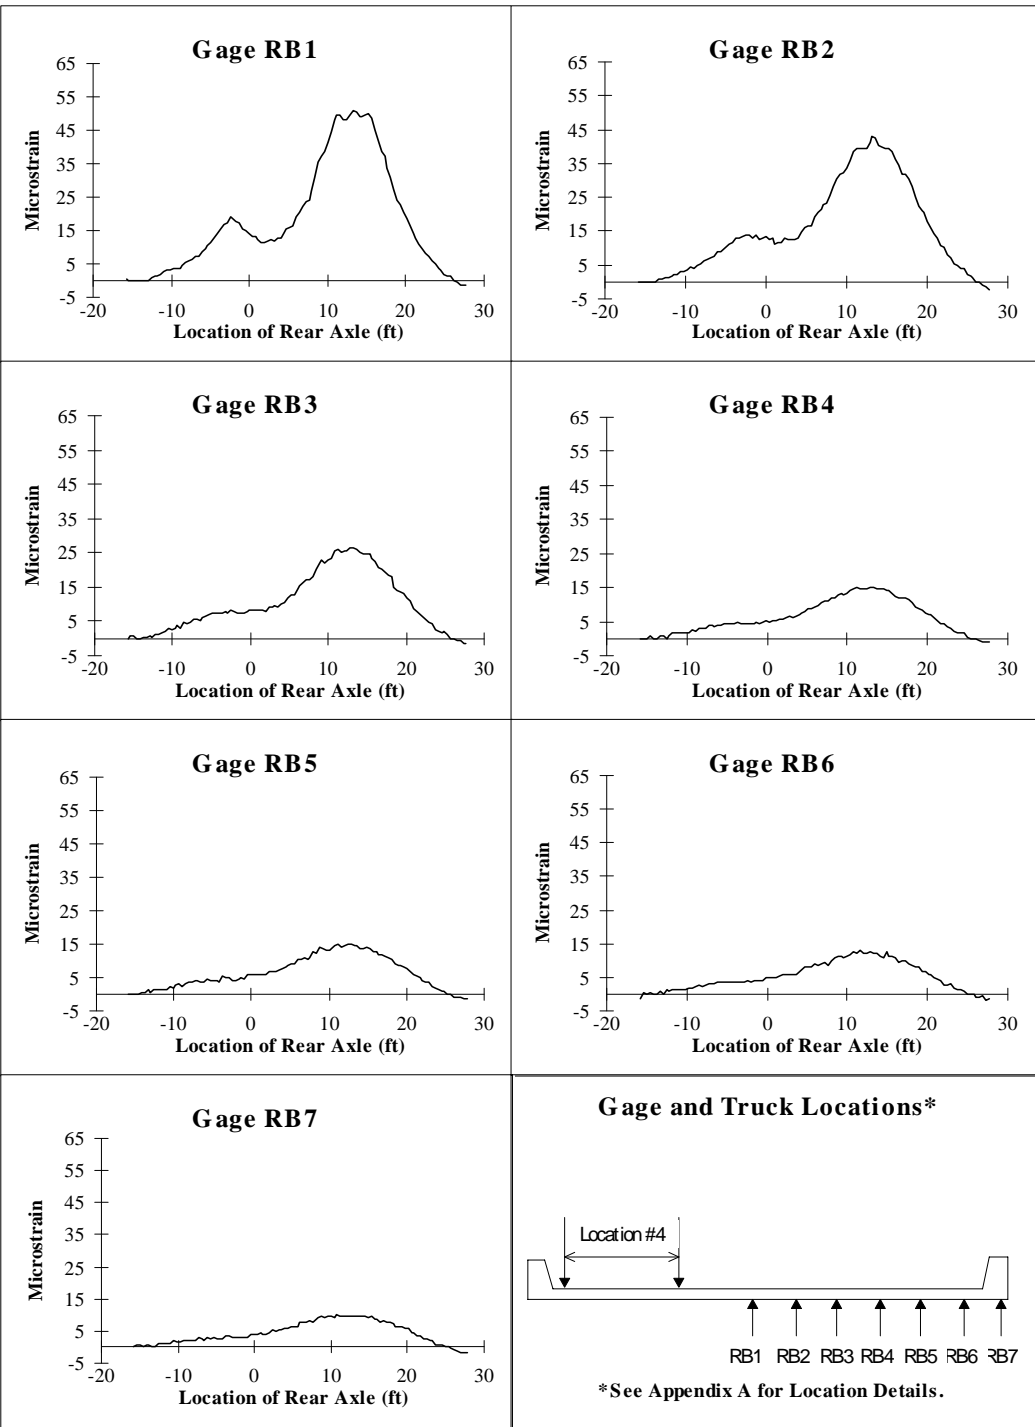 Gage RB1
65
55
45
35
25
15
5
-5
Microstrain
-20 -10 0 10 20 30
Location of Rear Axle (ft)
Gage RB2
65
55
45
35
25
15
5
-5
Microstrain
-20 -10 0 10 20 30
Location of Rear Axle (ft)
Gage RB3
65
55
45
35
25
15
5
-5
Microstrain
-20 -10 0 10 20 30
Location of Rear Axle (ft)
Gage RB4
65
55
45
35
25
15
5
-5
Microstrain
-20 -10 0 10 20 30
Location of Rear Axle (ft)
Gage RB5
65
55
45
35
25
15
5
-5
Microstrain
-20 -10 0 10 20 30
Location of Rear Axle (ft)
Gage RB6
65
55
45
35
25
15
5
-5
Microstrain
-20 -10 0 10 20 30
Location of Rear Axle (ft)
Gage RB7
65
55
45
35
25
15
5
-5
Microstrain
-20 -10 0 10 20 30
Location of Rear Axle (ft)
Gage and Truck Locations*
Location #4
RB1 RB2 RB3 RB4 RB5 RB6 RB7
*See Appendix A for Location Details.